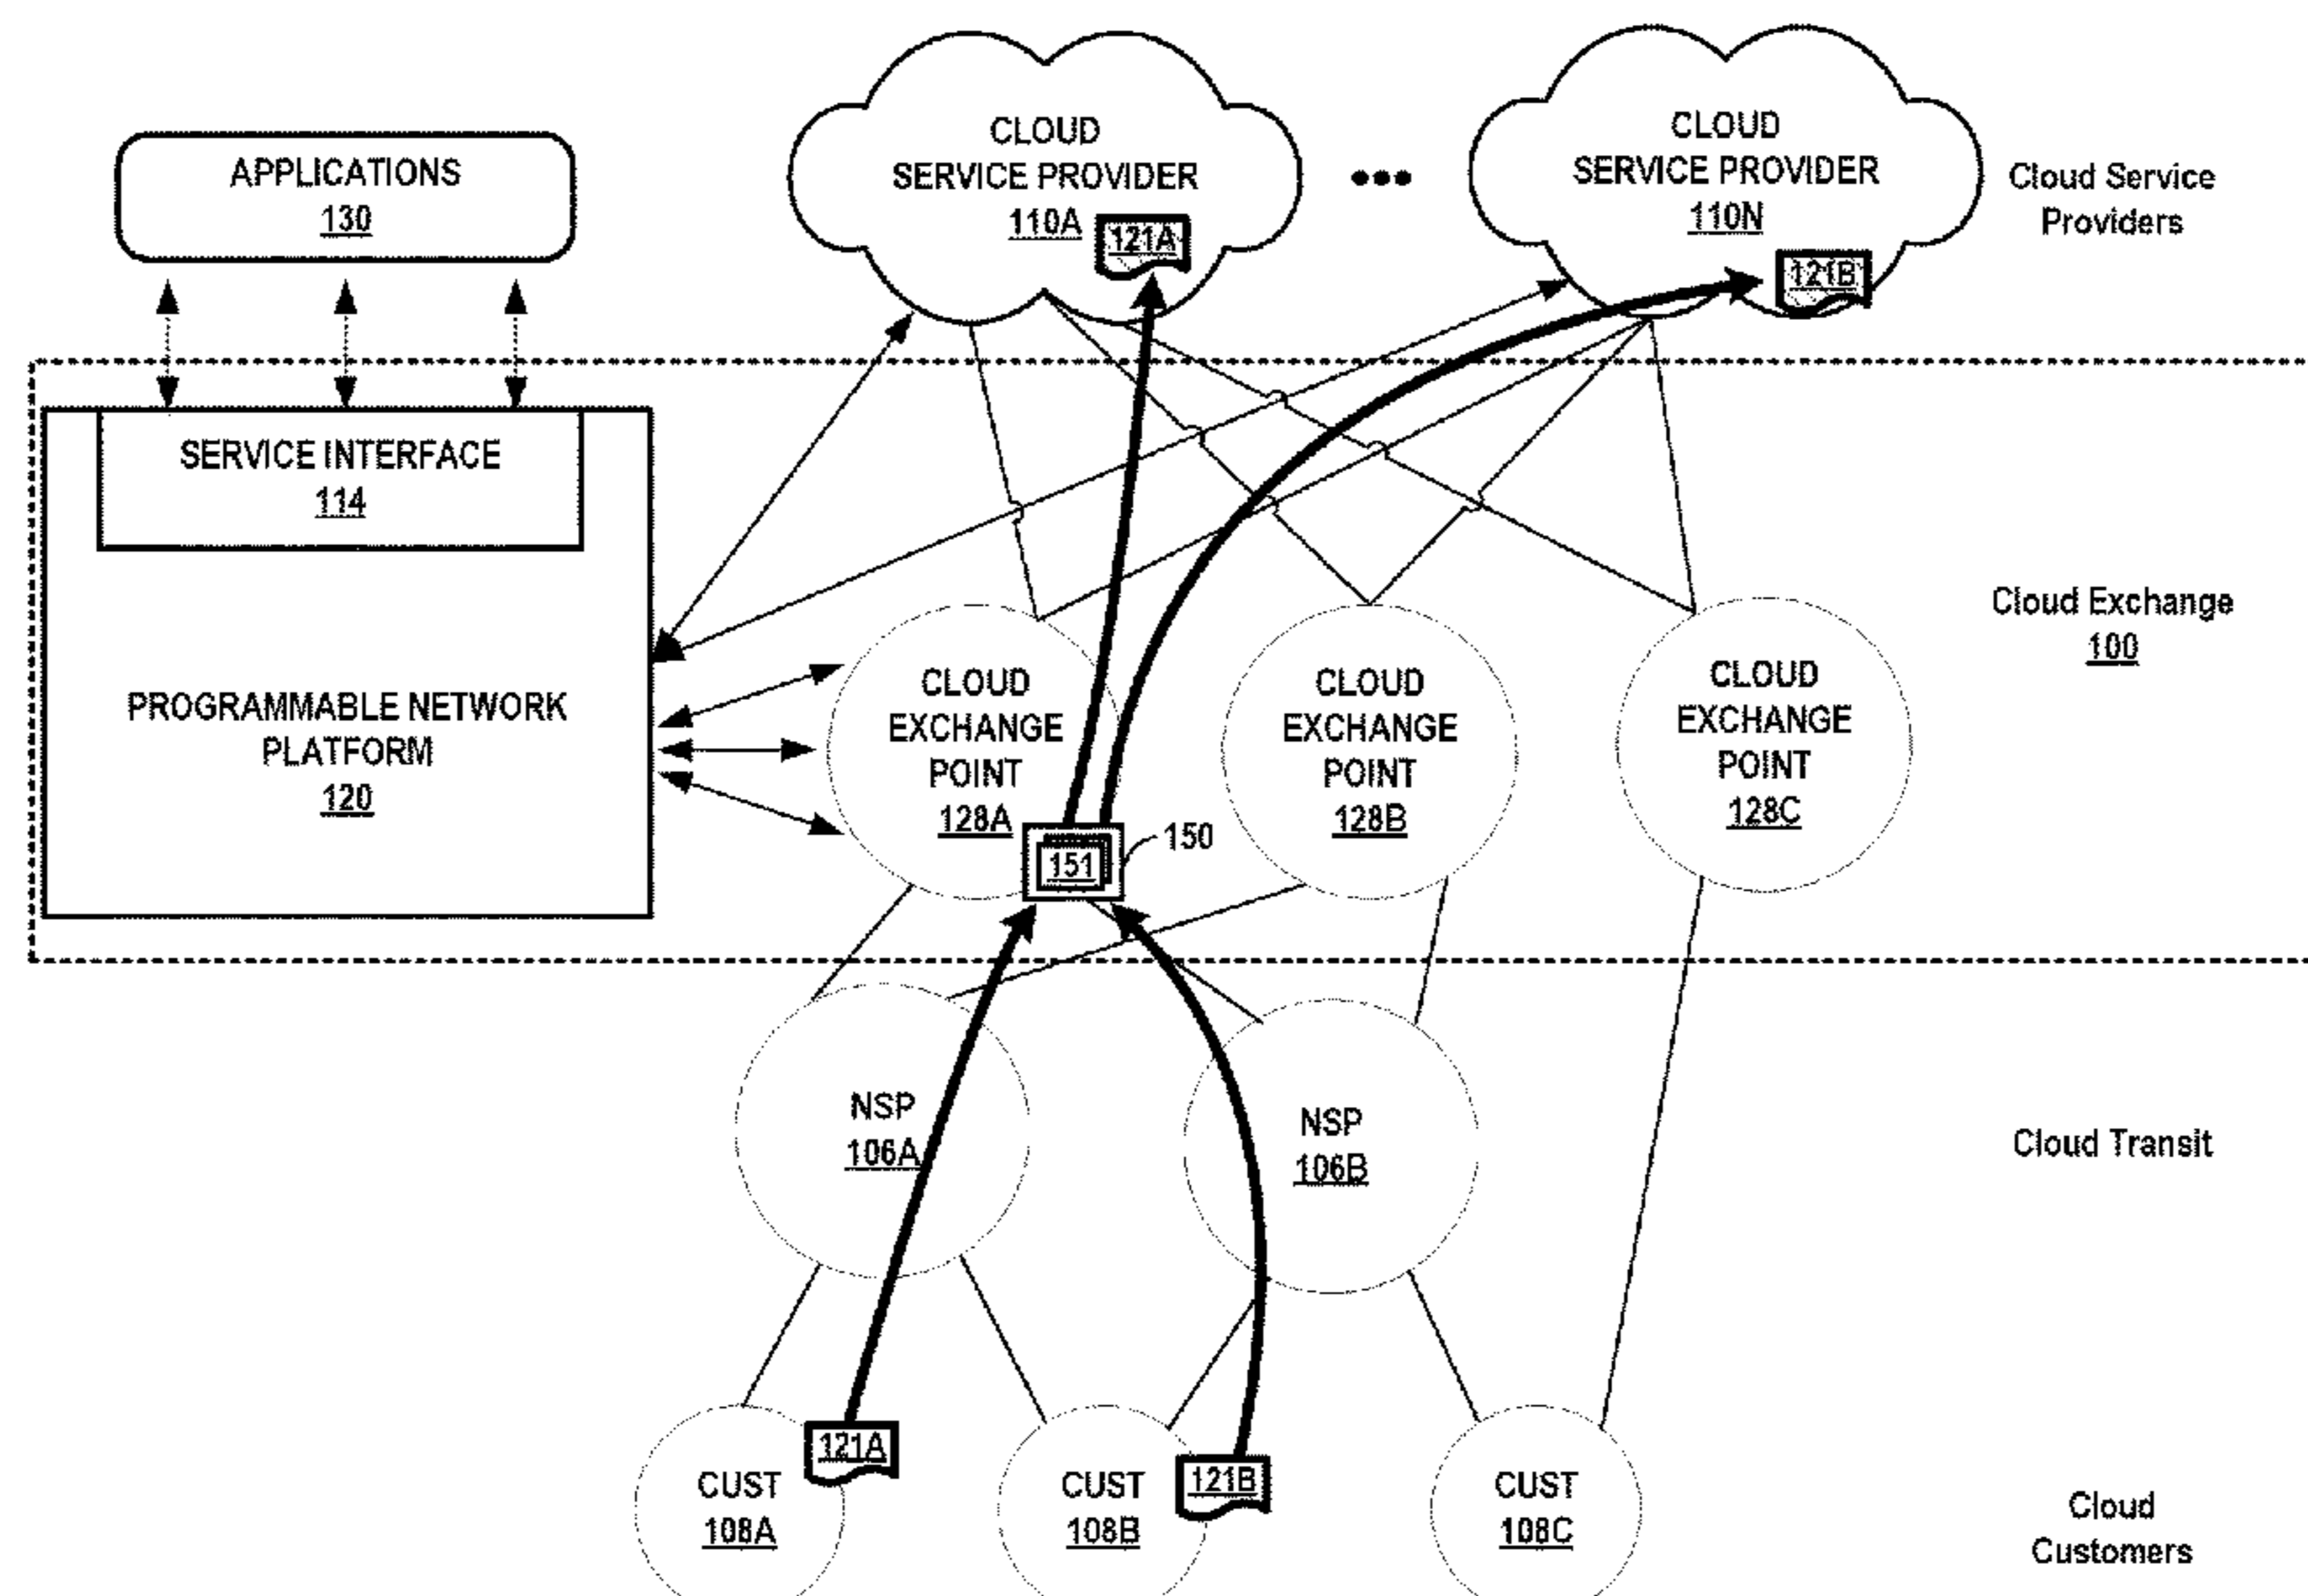 APPLICATIONS
130
CLOUD
SERVICE PROVIDER
110A
121A
CLOUD
SERVICE PROVIDER
110N
121B
Cloud Service
Providers
SERVICE INTERFACE
114
PROGRAMMABLE NETWORK
PLATFORM
120
CLOUD
EXCHANGE
POINT
128A
151
150
CLOUD
EXCHANGE
POINT
128B
CLOUD
EXCHANGE
POINT
128C
Cloud Exchange
100
NSP
106A
NSP
106B
Cloud Transit
CUST
108A
121A
CUST
108B
121B
CUST
108C
Cloud
Customers